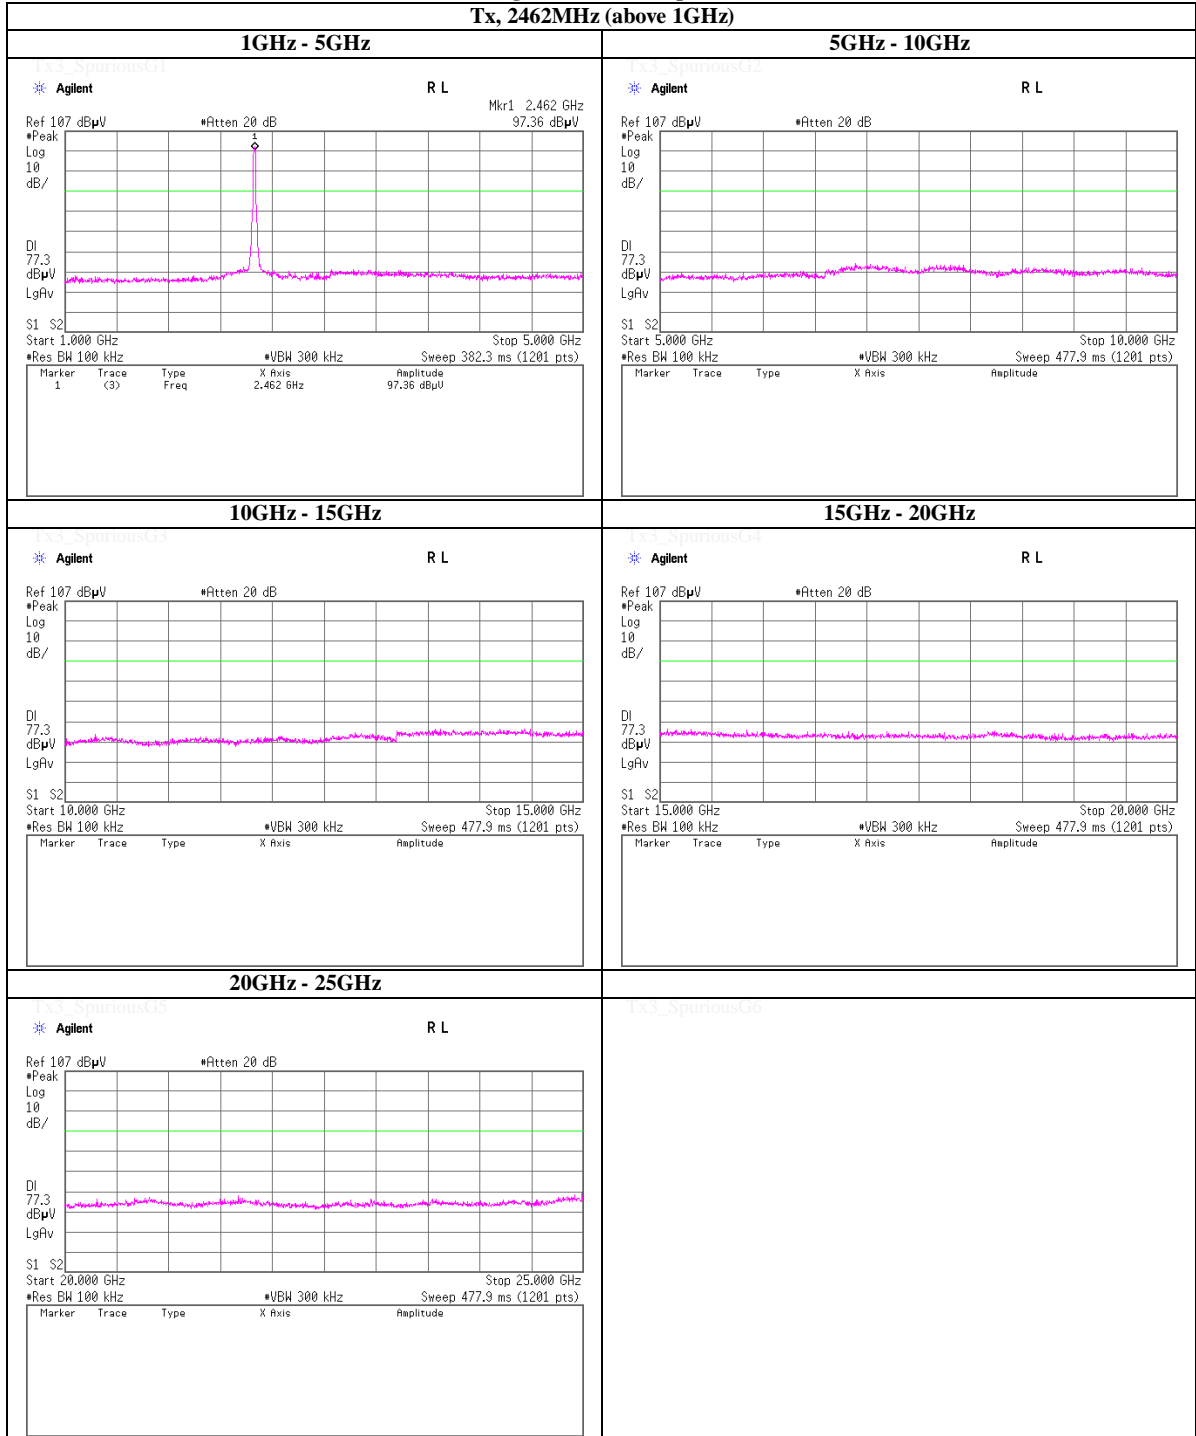 Tx, 2462MHz (above 1GHz)
1GHz - 5GHz
5GHz - 10GHz
Tx3_SpuriousG1
Agilent
R L
Mkr1 2.462 GHz
Ref 107 dBµV
#Atten 20 dB
97.36 dBµV
#Peak
Log
10
dB/
1
DI
77.3
dBµV
LgAv
S1 S2
Start 1.000 GHz
Stop 5.000 GHz
#Res BW 100 kHz
#VBW 300 kHz
Sweep 382.3 ms (1201 pts)
Marker Trace Type X Axis Amplitude
1 (3) Freq 2.462 GHz 97.36 dBµV
Tx3_SpuriousG2
Agilent
R L
Ref 107 dBµV
#Atten 20 dB
#Peak
Log
10
dB/
DI
77.3
dBµV
LgAv
S1 S2
Start 5.000 GHz
Stop 10.000 GHz
#Res BW 100 kHz
#VBW 300 kHz
Sweep 477.9 ms (1201 pts)
Marker Trace Type X Axis Amplitude
10GHz - 15GHz
15GHz - 20GHz
Tx3_SpuriousG3
Agilent
R L
Ref 107 dBµV
#Atten 20 dB
#Peak
Log
10
dB/
DI
77.3
dBµV
LgAv
S1 S2
Start 10.000 GHz
Stop 15.000 GHz
#Res BW 100 kHz
#VBW 300 kHz
Sweep 477.9 ms (1201 pts)
Marker Trace Type X Axis Amplitude
Tx3_SpuriousG4
Agilent
R L
Ref 107 dBµV
#Atten 20 dB
#Peak
Log
10
dB/
DI
77.3
dBµV
LgAv
S1 S2
Start 15.000 GHz
Stop 20.000 GHz
#Res BW 100 kHz
#VBW 300 kHz
Sweep 477.9 ms (1201 pts)
Marker Trace Type X Axis Amplitude
20GHz - 25GHz
Tx3_SpuriousG5
Agilent
R L
Ref 107 dBµV
#Atten 20 dB
#Peak
Log
10
dB/
DI
77.3
dBµV
LgAv
S1 S2
Start 20.000 GHz
Stop 25.000 GHz
#Res BW 100 kHz
#VBW 300 kHz
Sweep 477.9 ms (1201 pts)
Marker Trace Type X Axis Amplitude
Tx3_SpuriousG6